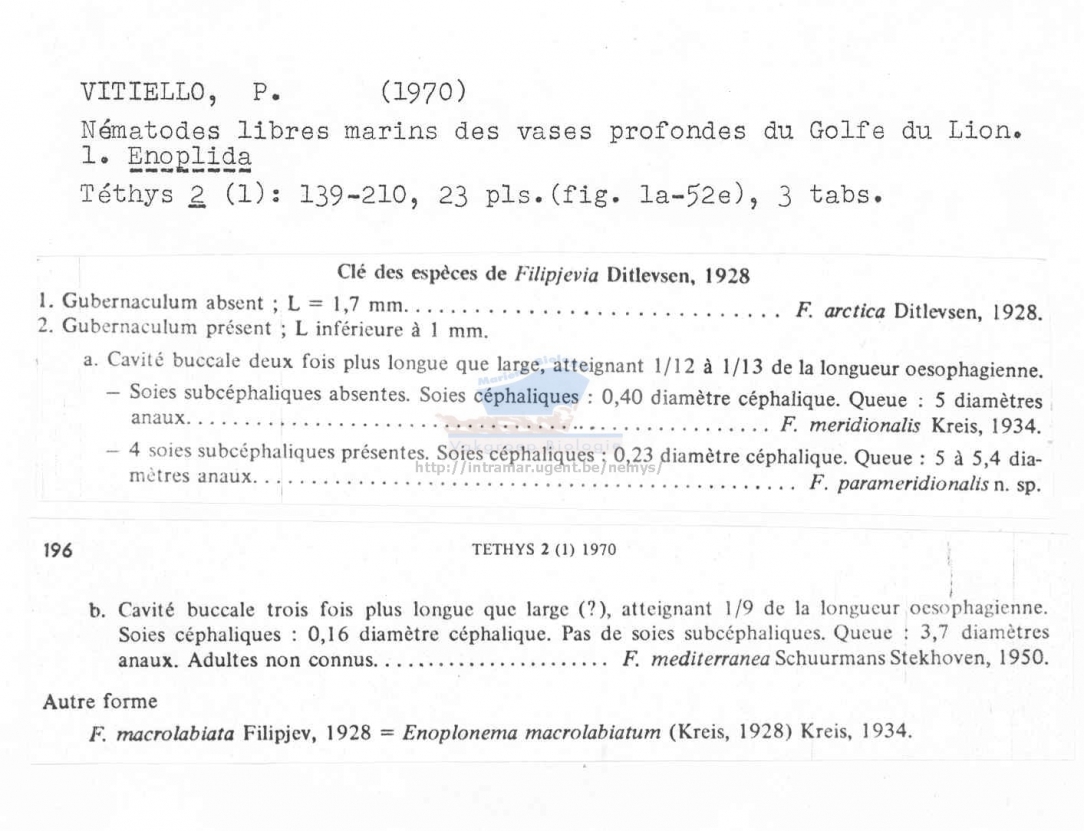 VITIELLO, P. (1970)
Nématodes libres marins des vases profondes du Golfe du Lion.
1. Enoplida
Téthys 2 (1): 139-210, 23 pls.(fig. 1a-52e), 3 tabs.
Clé des espèces de Filipjevia Ditlevsen, 1928
1. Gubernaculum absent ; L = 1,7 mm. . . . . . . . . . . . . . . . . . . . . . . . . . . . . . . F. arctica Ditlevsen, 1928.
2. Gubernaculum présent ; L inférieure à 1 mm.
a. Cavité buccale deux fois plus longue que large, atteignant 1/12 à 1/13 de la longueur oesophagienne.
– Soies subcéphaliques absentes. Soies céphaliques : 0,40 diamètre céphalique. Queue : 5 diamètres
anaux. . . . . . . . . . . . . . . . . . . . . . . . . . . . . . . . . . . . . . . . . . . . . . . F. meridionalis Kreis, 1934.
– 4 soies subcéphaliques présentes. Soies céphaliques : 0,23 diamètre céphalique. Queue : 5 à 5,4 dia-
http://intramar.ugent.be/nemys/
mètres anaux. . . . . . . . . . . . . . . . . . . . . . . . . . . . . . . . . . . . . . . . . . . . F. parameridionalis n. sp.
196 TETHYS 2 (1) 1970
b. Cavité buccale trois fois plus longue que large (?), atteignant 1/9 de la longueur oesophagienne.
Soies céphaliques : 0,16 diamètre céphalique. Pas de soies subcéphaliques. Queue : 3,7 diamètres
anaux. Adultes non connus. . . . . . . . . . . . . . . . . . . . . . F. mediterranea Schuurmans Stekhoven, 1950.
Autre forme
F. macrolabiata Filipjev, 1928 = Enoplonema macrolabiatum (Kreis, 1928) Kreis, 1934.